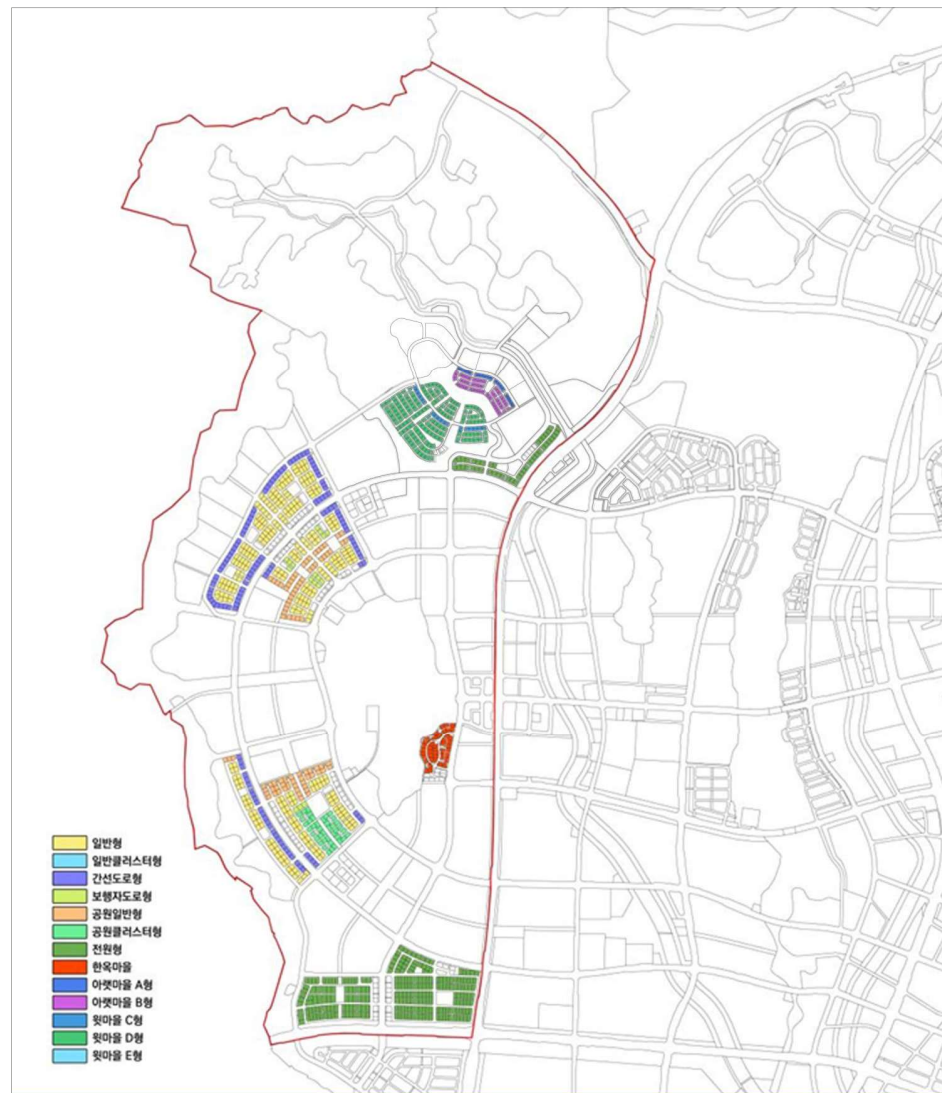 일반형
일반클러스터형
간선도로형
보행자도로형
공원일반형
공원클러스터형
전원형
한옥마을
아랫마을 A형
아랫마을 B형
윗마을 C형
윗마을 D형
윗마을 E형